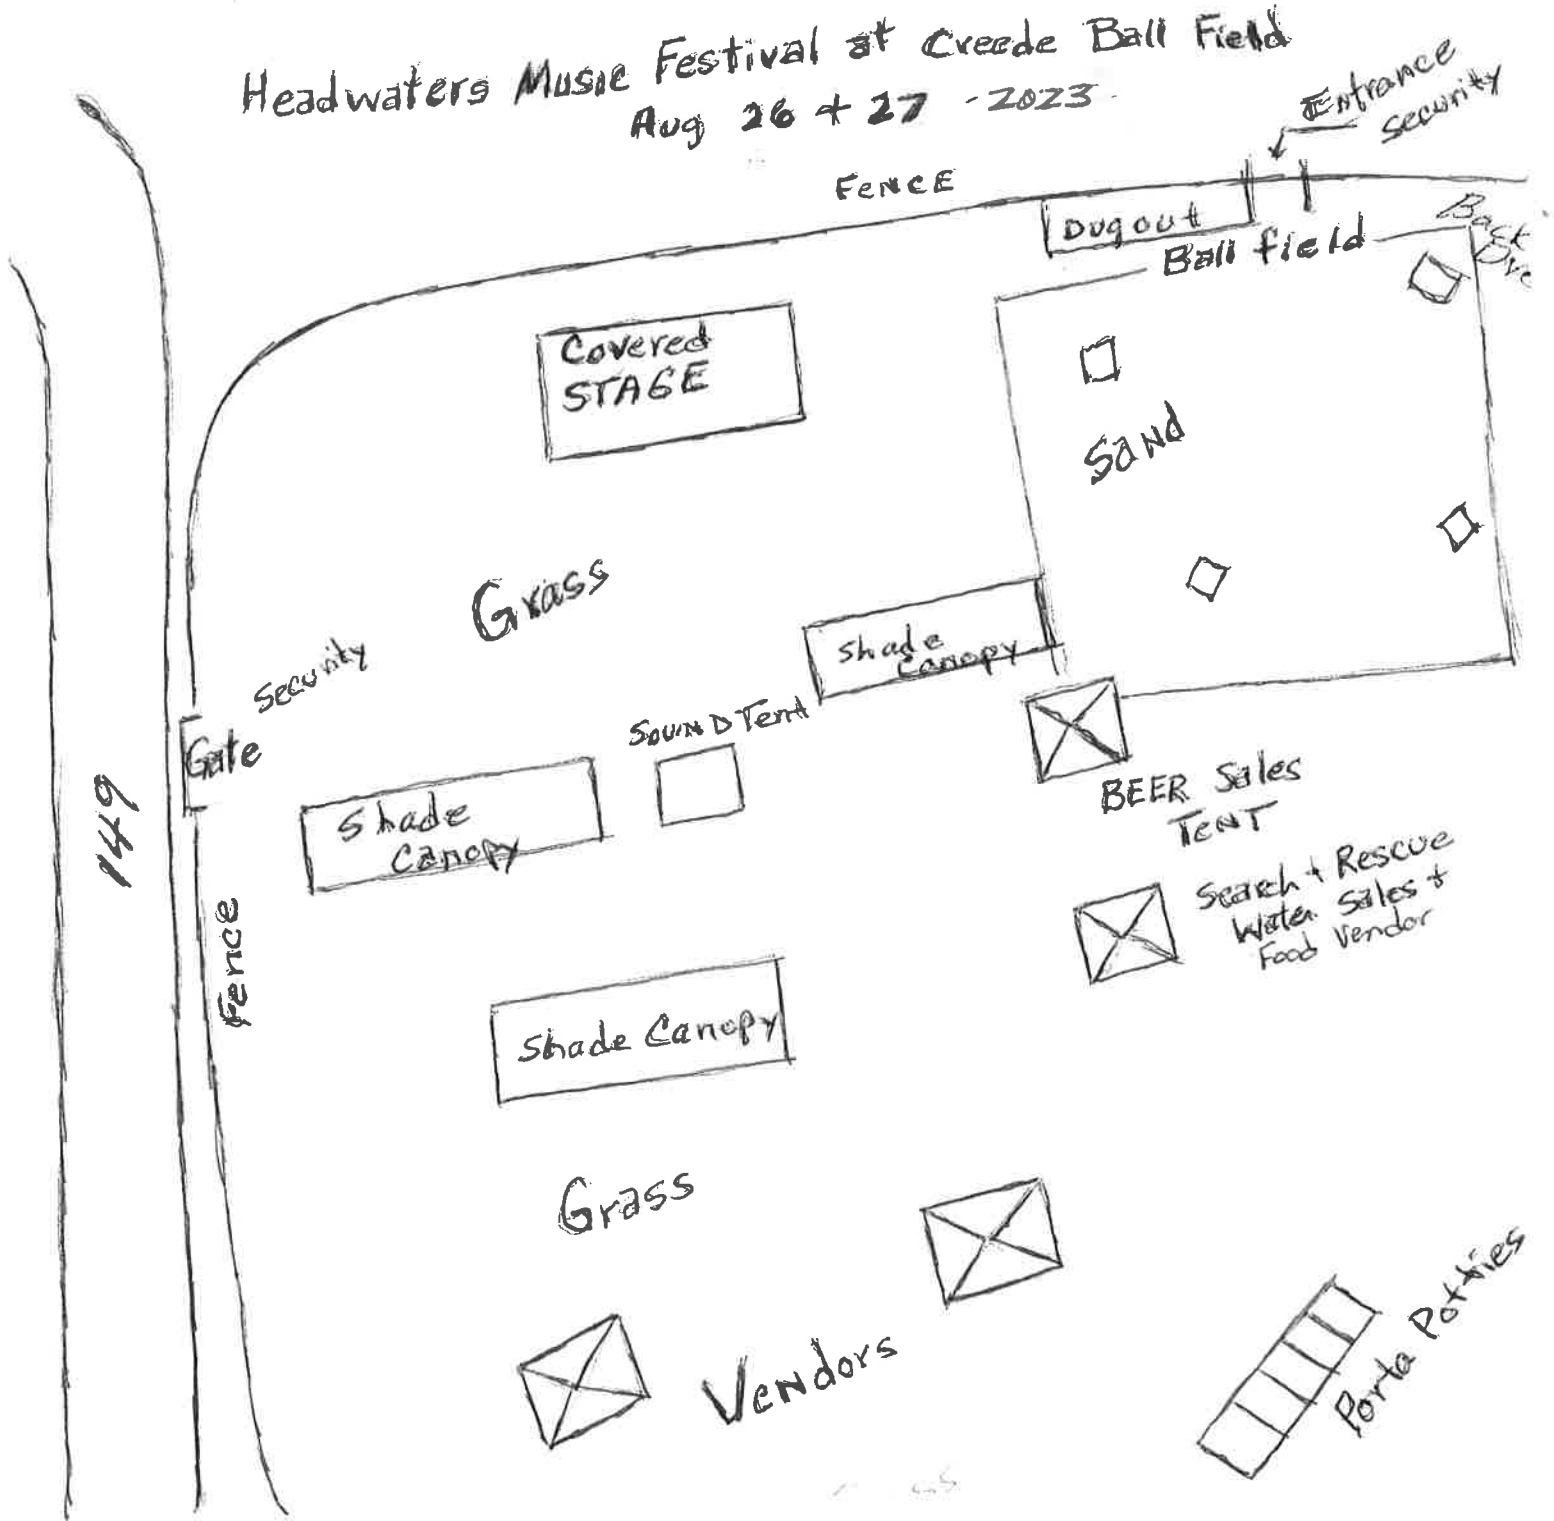 Headwaters Music Festival at Creede Ball Field
Aug 26 + 27 - 2023
Entrance
security
FENCE
Dugout
Ball field
Covered
STAGE
Sand
Grass
Shade
Canopy
Security
Gate
Sound Tent
Shade
Canopy
BEER Sales
TENT
149
Search + Rescue
Water Sales +
Food Vendor
Fence
Shade Canopy
Grass
Vendors
Porta Potties